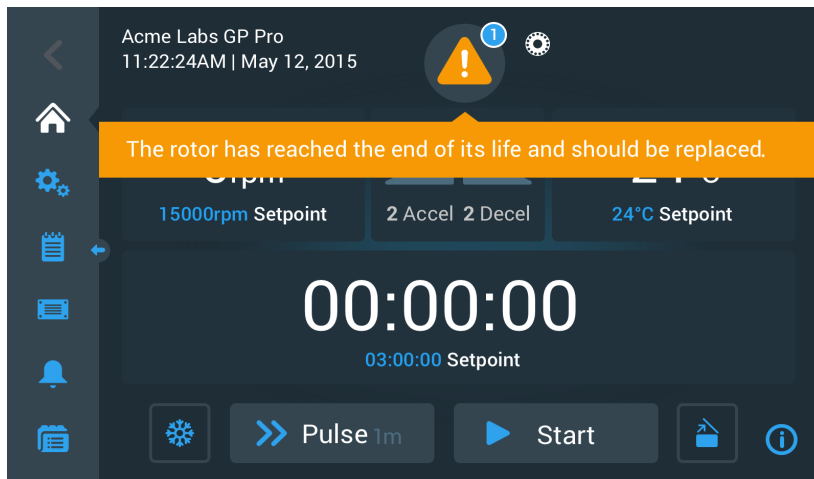 Acme Labs GP Pro
1
11:22:24AM | May 12, 2015
The rotor has reached the end of its life and should be replaced.
rpm
15000rpm Setpoint
2 Accel 2 Decel
24°C Setpoint
00:00:00
03:00:00 Setpoint
Pulse 1m
Start